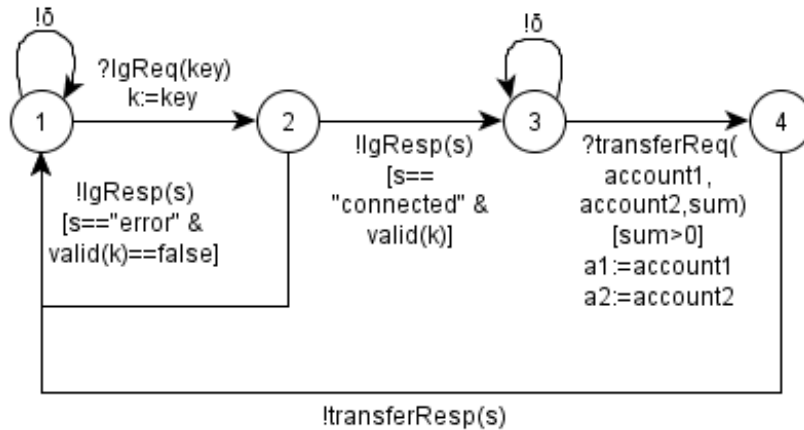 !δ
!δ
?lgReq(key)
k:=key
1
2
3
4
!lgResp(s)
[s=="error" &
valid(k)==false]
!lgResp(s)
[s==
"connected" &
valid(k)]
?transferReq(
account1,
account2,sum)
[sum>0]
a1:=account1
a2:=account2
!transferResp(s)